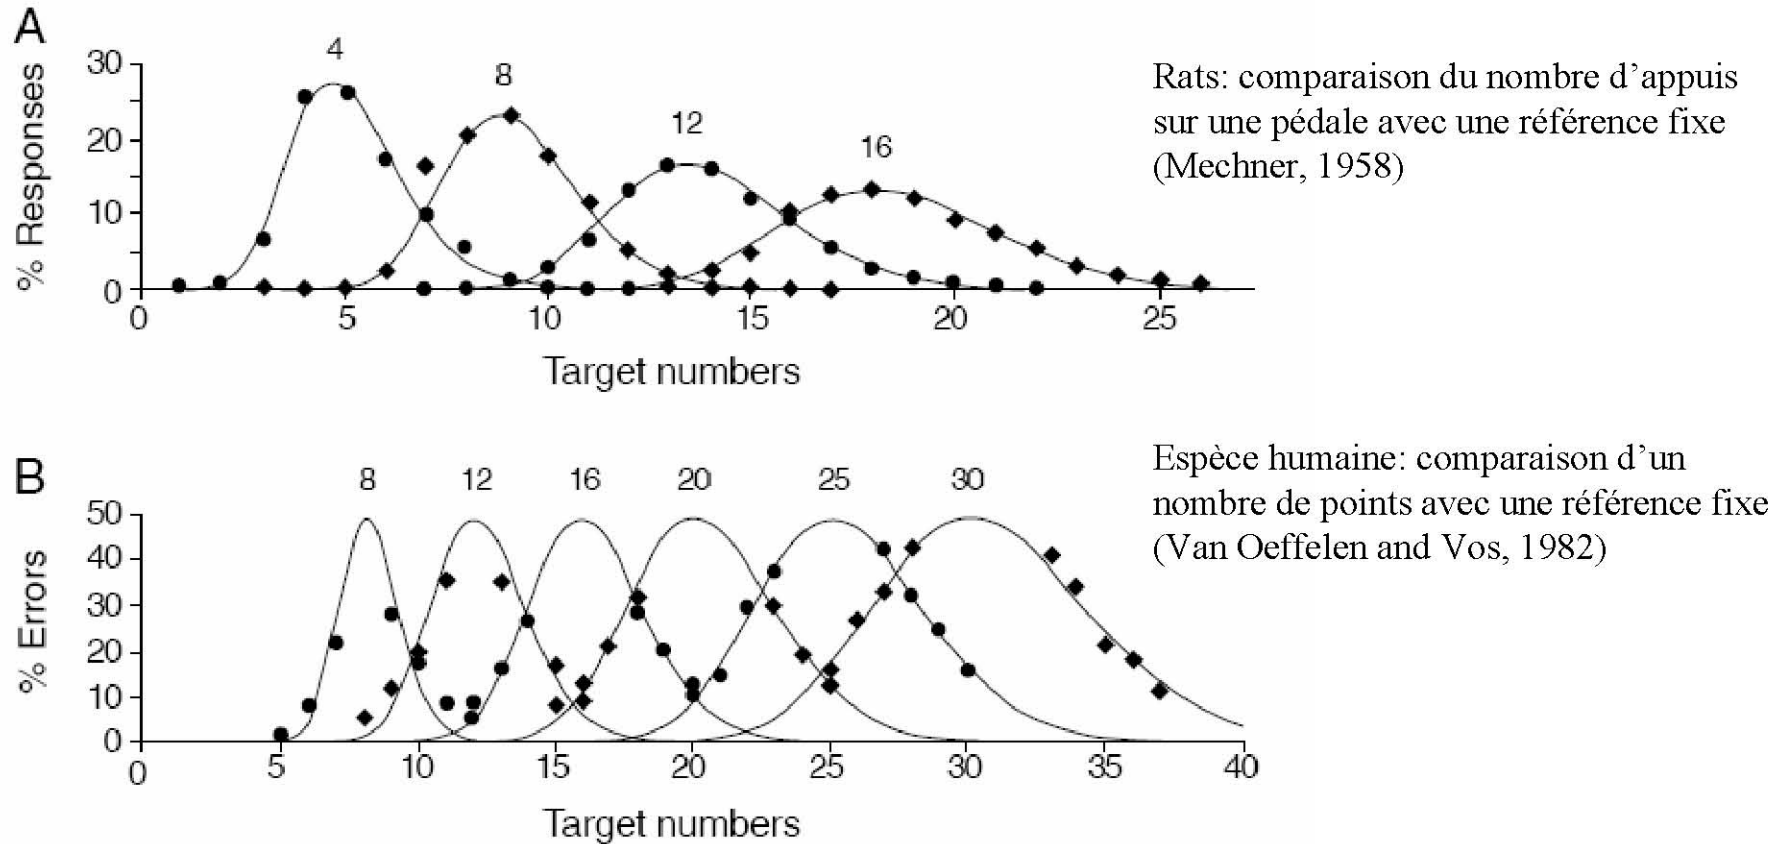 A
4
8
12
16
30
20
10
0
% Responses
0 5 10 15 20 25
Target numbers
Rats: comparaison du nombre d'appuis
sur une pédale avec une référence fixe
(Mechner, 1958)
B
8 12 16 20 25 30
50
40
30
20
10
0
% Errors
0 5 10 15 20 25 30 35 40
Target numbers
Espèce humaine: comparaison d'un
nombre de points avec une référence fixe
(Van Oeffelen and Vos, 1982)